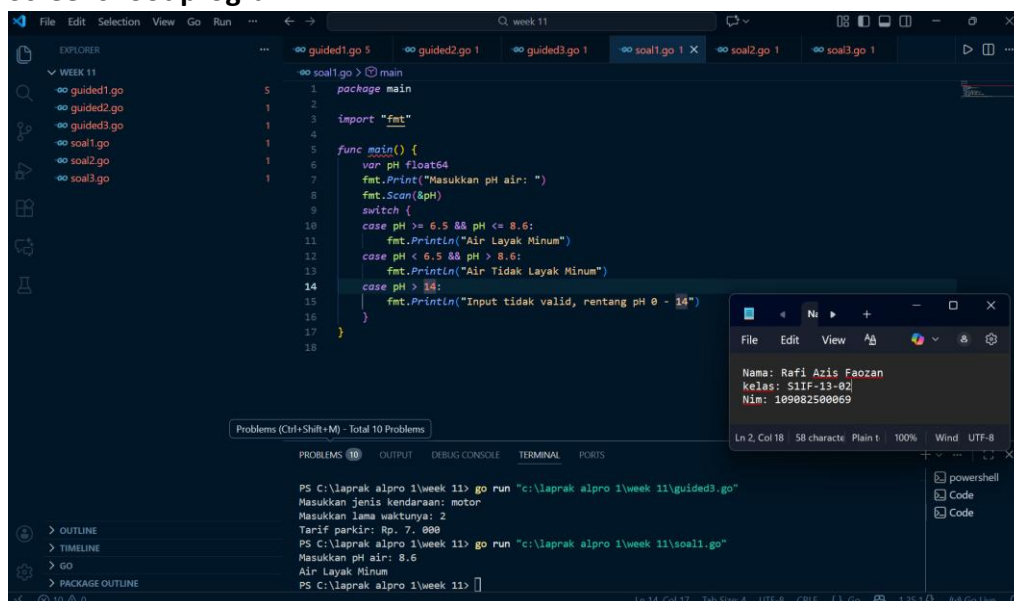 File Edit Selection View Go Run ... week 11
EXPLORER ...
guided1.go 5 guided2.go 1 guided3.go 1 soal1.go 1 soal2.go 1 soal3.go 1
WEEK 11
guided1.go 5
guided2.go 1
guided3.go 1
soal1.go 1
soal2.go 1
soal3.go 1
soal1.go > main
1 package main
2
3 import "fmt"
4
5 func main() {
6 var pH float64
7 fmt.Print("Masukkan pH air: ")
8 fmt.Scan(&pH)
9 switch {
10 case pH >= 6.5 && pH <= 8.6:
11 fmt.Println("Air Layak Minum")
12 case pH < 6.5 && pH > 8.6:
13 fmt.Println("Air Tidak Layak Minum")
14 case pH > 14:
15 fmt.Println("Input tidak valid, rentang pH 0 - 14")
16 }
17 }
18
File Edit View
Nama: Rafi Azis Faozan
kelas: S1IF-13-02
Nim: 109082500069
Ln 2, Col 18 58 characte Plain t 100% Wind UTF-8
Problems (Ctrl+Shift+M) - Total 10 Problems
PROBLEMS 10 OUTPUT DEBUG CONSOLE TERMINAL PORTS
PS C:\laprak alpro 1\week 11> go run "c:\laprak alpro 1\week 11\guided3.go"
Masukkan jenis kendaraan: motor
Masukkan lama waktunya: 2
Tarif parkir: Rp. 7. 000
PS C:\laprak alpro 1\week 11> go run "c:\laprak alpro 1\week 11\soal1.go"
Masukkan pH air: 8.6
Air Layak Minum
PS C:\laprak alpro 1\week 11>
powershell
Code
Code
OUTLINE
TIMELINE
GO
PACKAGE OUTLINE